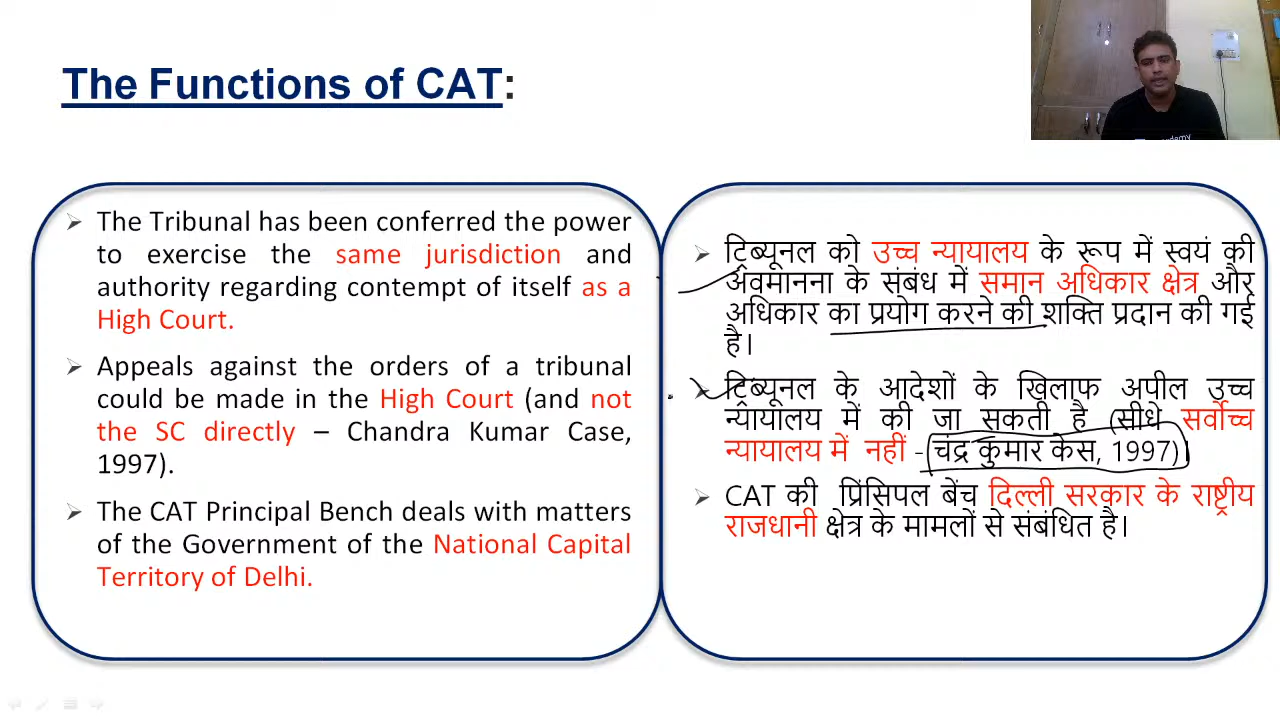 The Functions of CAT:
The Tribunal has been conferred the power
to exercise the same jurisdiction and
authority regarding contempt of itself as a
High Court.
Appeals against the orders of a tribunal
could be made in the High Court (and not
the SC directly – Chandra Kumar Case,
1997).
The CAT Principal Bench deals with matters
of the Government of the National Capital
Territory of Delhi.
ट्रिब्यूनल को उच्च न्यायालय के रूप में स्वयं की
अवमानना के संबंध में समान अधिकार क्षेत्र और
अधिकार का प्रयोग करने की शक्ति प्रदान की गई
है।
ट्रिब्यूनल के आदेशों के खिलाफ अपील उच्च
न्यायालय में की जा सकती है (सीधे सर्वोच्च
न्यायालय में नहीं - चंद्र कुमार केस, 1997)।
CAT की प्रिंसिपल बेंच दिल्ली सरकार के राष्ट्रीय
राजधानी क्षेत्र के मामलों से संबंधित है।